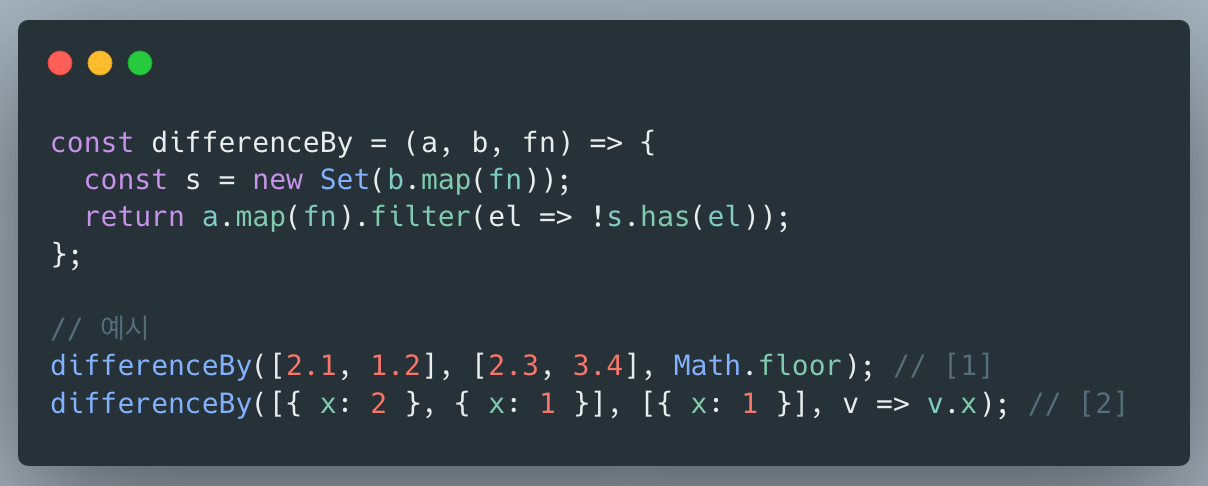 const differenceBy = (a, b, fn) => {
  const s = new Set(b.map(fn));
  return a.map(fn).filter(el => !s.has(el));
};

// 예시
differenceBy([2.1, 1.2], [2.3, 3.4], Math.floor); // [1]
differenceBy([{ x: 2 }, { x: 1 }], [{ x: 1 }], v => v.x); // [2]